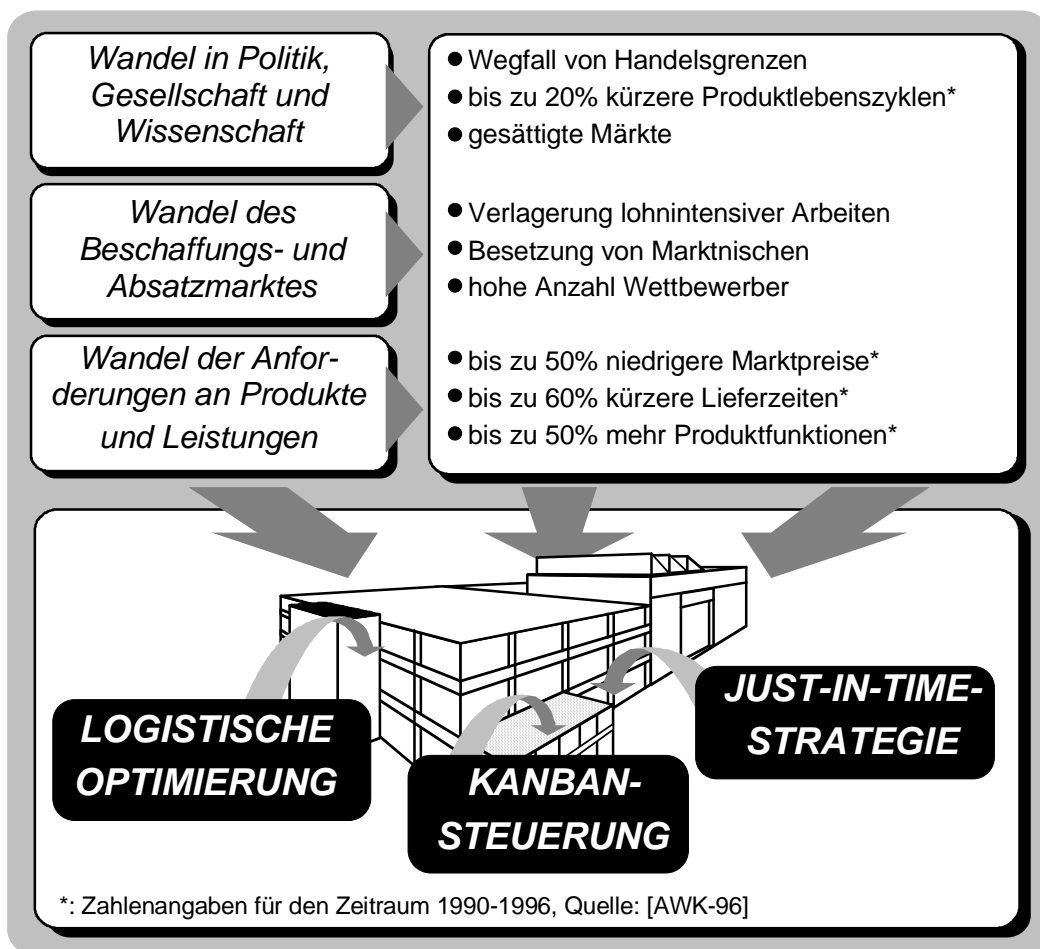 Wandel in Politik,
Gesellschaft und
Wissenschaft
● Wegfall von Handelsgrenzen
● bis zu 20% kürzere Produktlebenszyklen*
● gesättigte Märkte
Wandel des
Beschaffungs- und
Absatzmarktes
● Verlagerung lohnintensiver Arbeiten
● Besetzung von Marktnischen
● hohe Anzahl Wettbewerber
Wandel der Anfor-
derungen an Produkte
und Leistungen
● bis zu 50% niedrigere Marktpreise*
● bis zu 60% kürzere Lieferzeiten*
● bis zu 50% mehr Produktfunktionen*
LOGISTISCHE
OPTIMIERUNG
KANBAN-
STEUERUNG
JUST-IN-TIME-
STRATEGIE
*: Zahlenangaben für den Zeitraum 1990-1996, Quelle: [AWK-96]